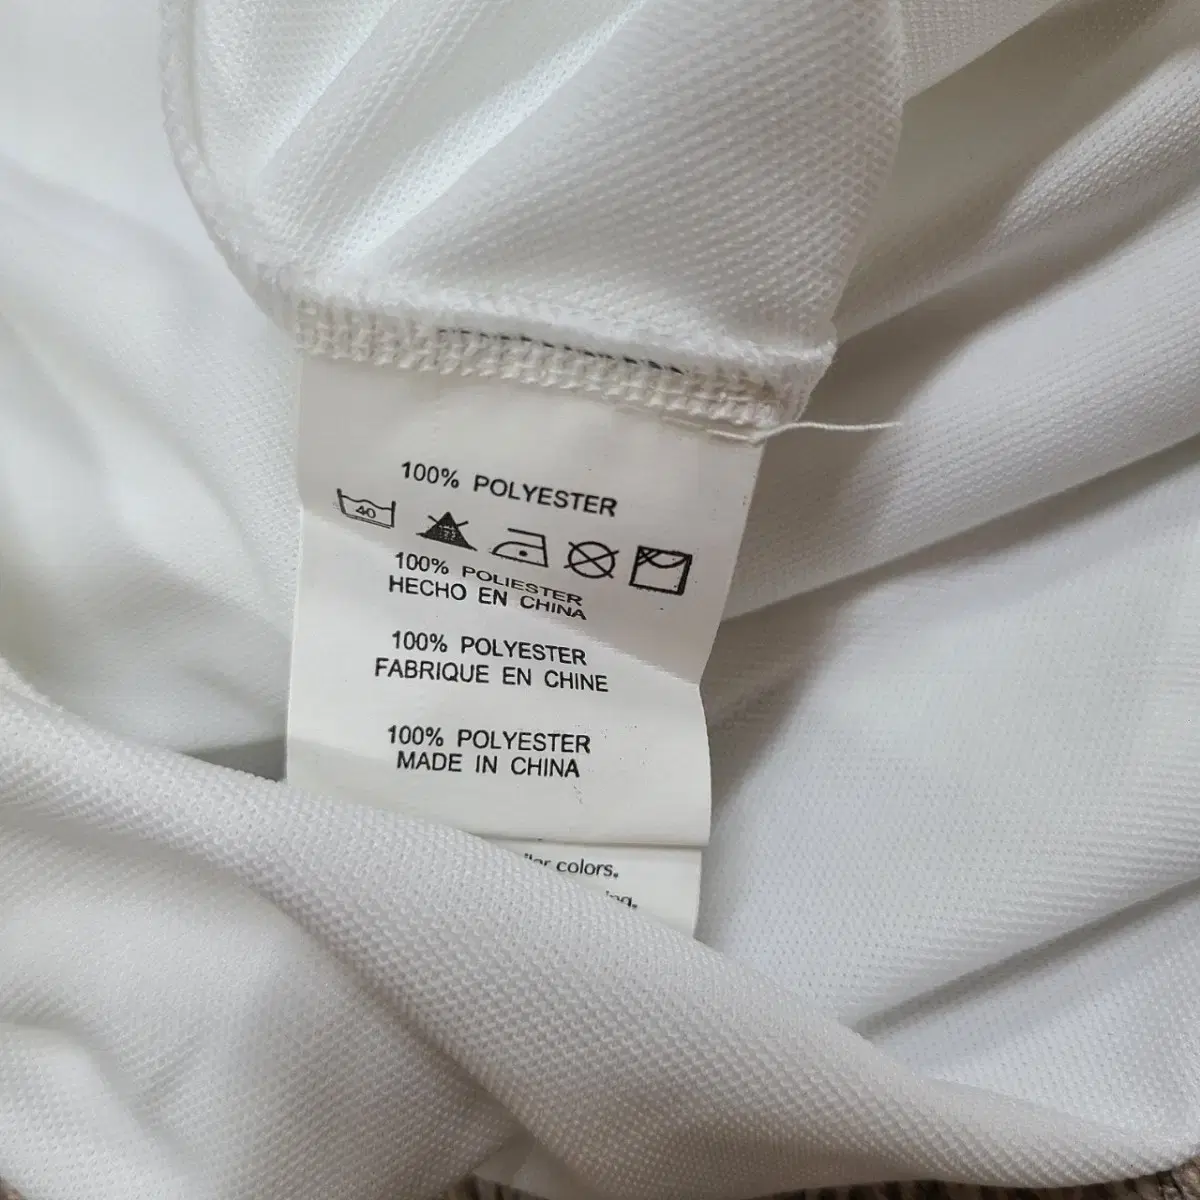 100% POLYESTER
40
100% POLIESTER
HECHO EN CHINA
100% POLYESTER
FABRIQUE EN CHINE
100% POLYESTER
MADE IN CHINA
colors.